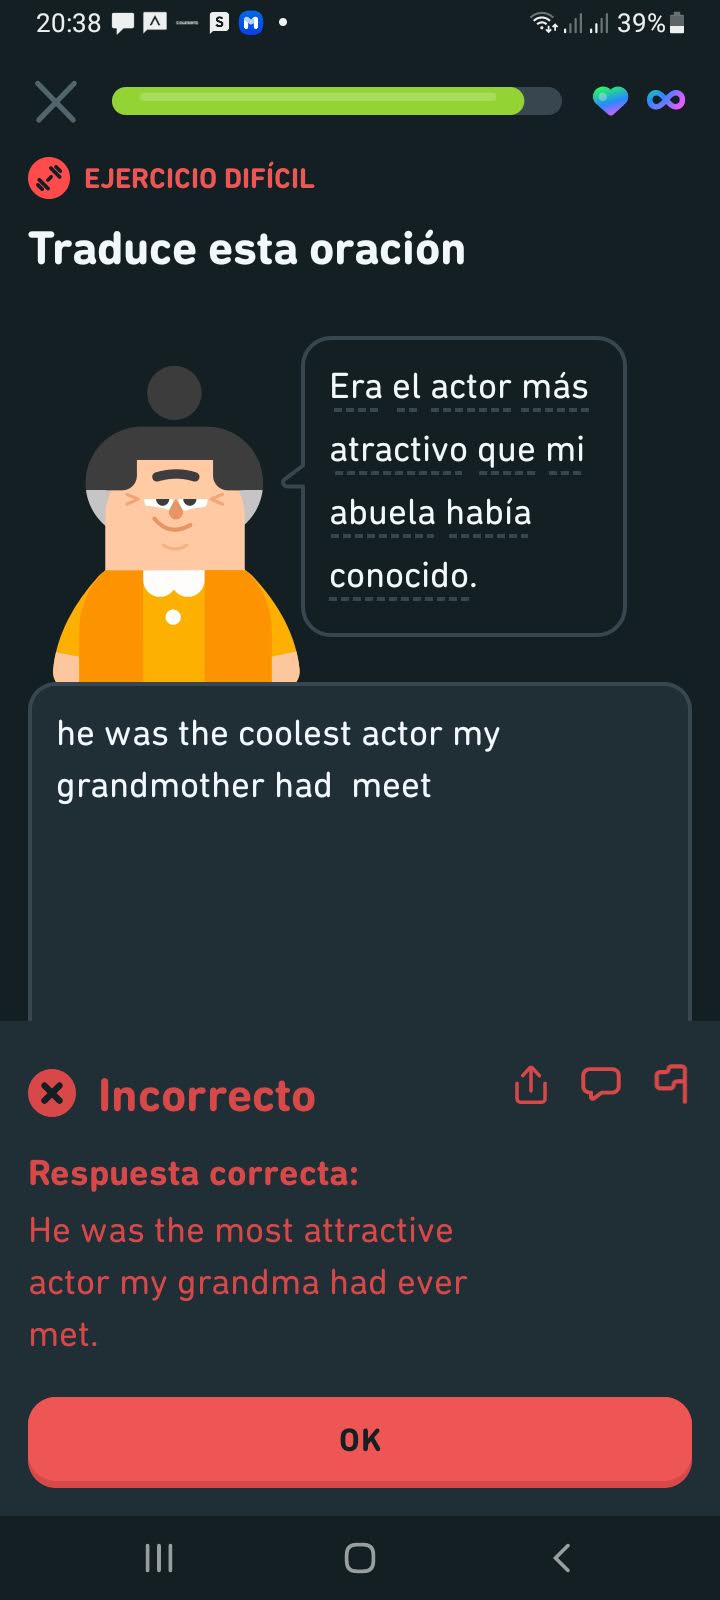 20:38
39%
EJERCICIO DIFÍCIL
Traduce esta oración
Era el actor más
atractivo que mi
abuela había
conocido.
he was the coolest actor my
grandmother had  meet
Incorrecto
Respuesta correcta:
He was the most attractive
actor my grandma had ever
met.
OK